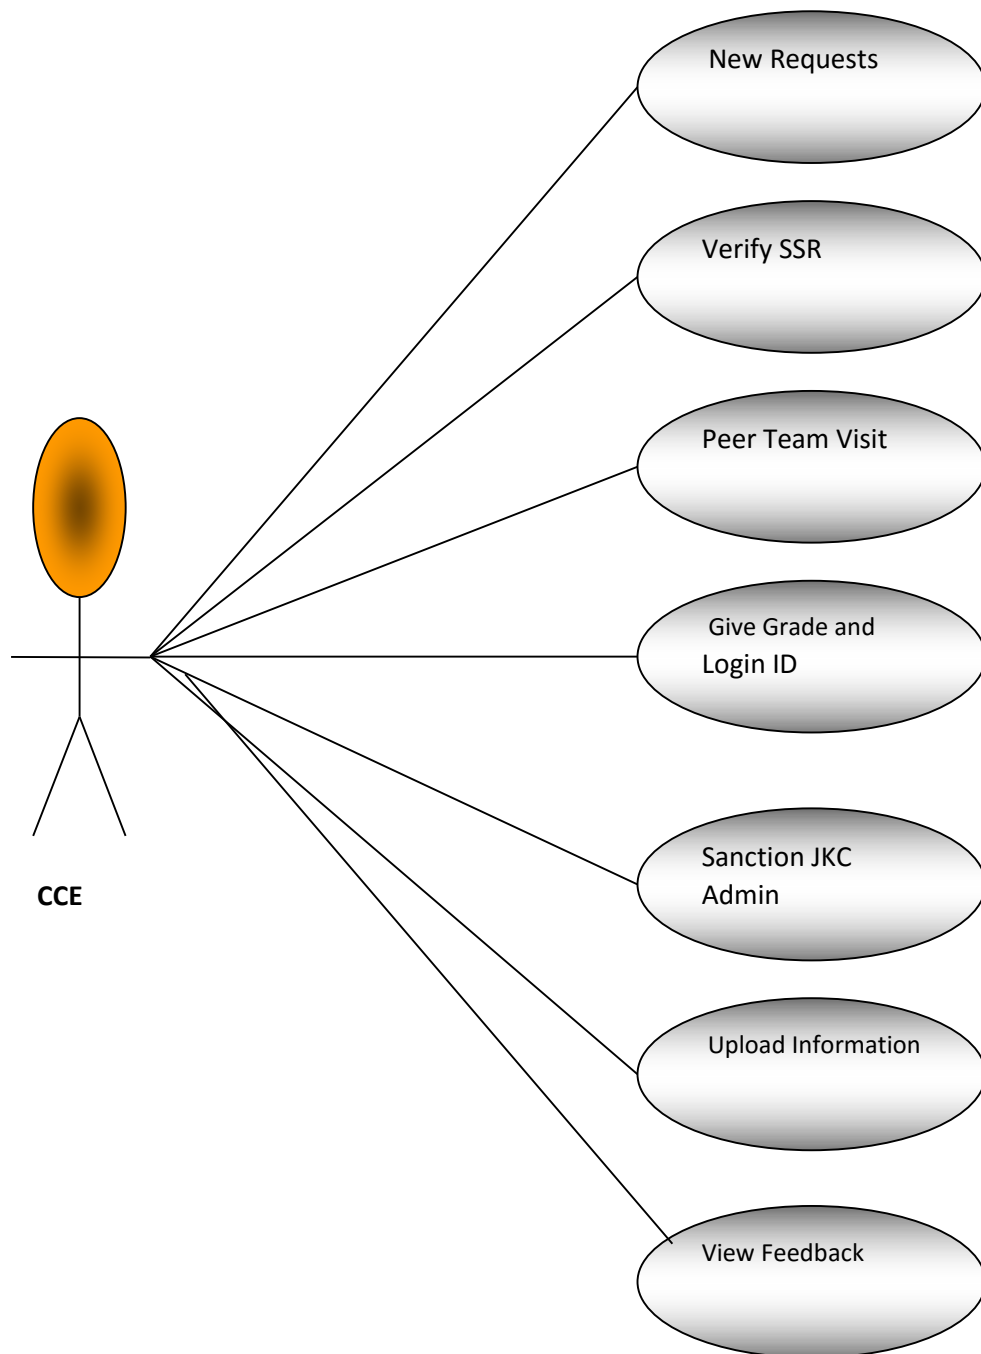 New Requests
Verify SSR
Peer Team Visit
Give Grade and
Login ID
Sanction JKC
Admin
CCE
Upload Information
View Feedback